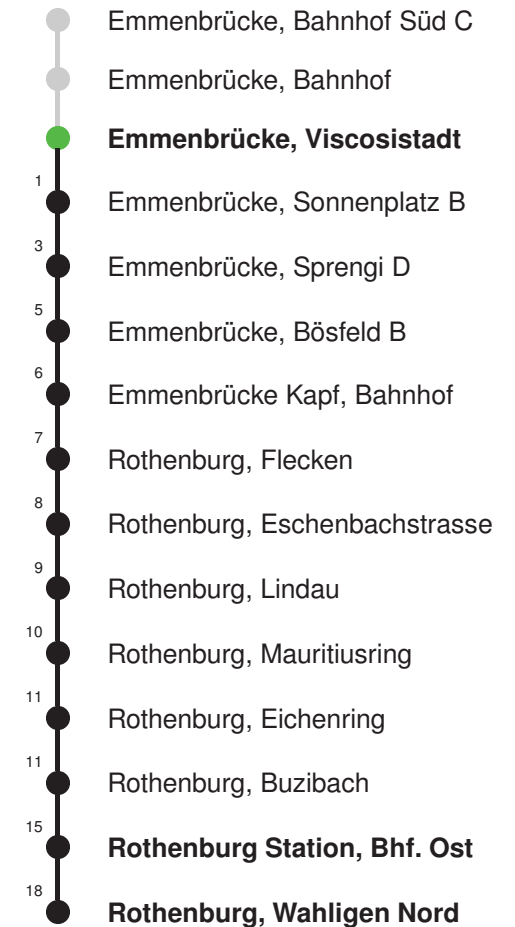 Emmenbrücke, Bahnhof Süd C
Emmenbrücke, Bahnhof
Emmenbrücke, Viscosistadt
1 Emmenbrücke, Sonnenplatz B
3 Emmenbrücke, Sprengi D
5 Emmenbrücke, Bösfeld B
6 Emmenbrücke Kapf, Bahnhof
7 Rothenburg, Flecken
8 Rothenburg, Eschenbachstrasse
9 Rothenburg, Lindau
10 Rothenburg, Mauritiusring
11 Rothenburg, Eichenring
11 Rothenburg, Buzibach
15 Rothenburg Station, Bhf. Ost
18 Rothenburg, Wahligen Nord